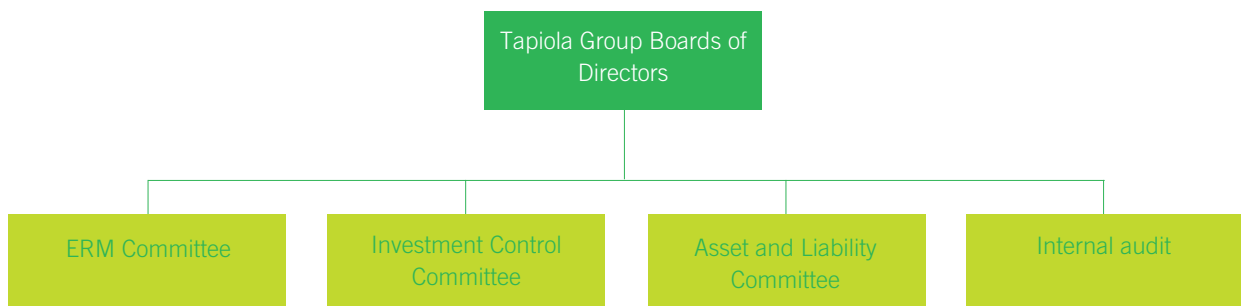 Tapiola Group Boards of
Directors
ERM Committee
Investment Control
Committee
Asset and Liability
Committee
Internal audit